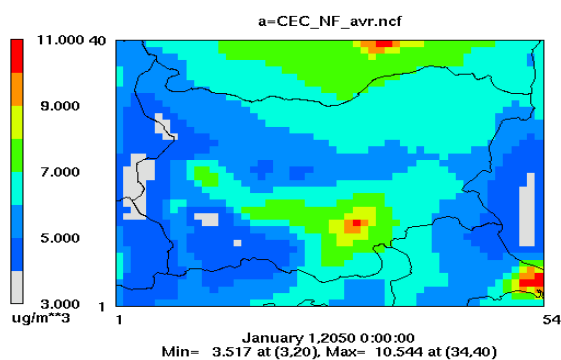 a=CEC_NF_avr.ncf
11.000
9.000
7.000
5.000
3.000
ug/m**3
40
1
1
54
January 1,2050 0:00:00
Min= 3.517 at (3,20), Max= 10.544 at (34,40)